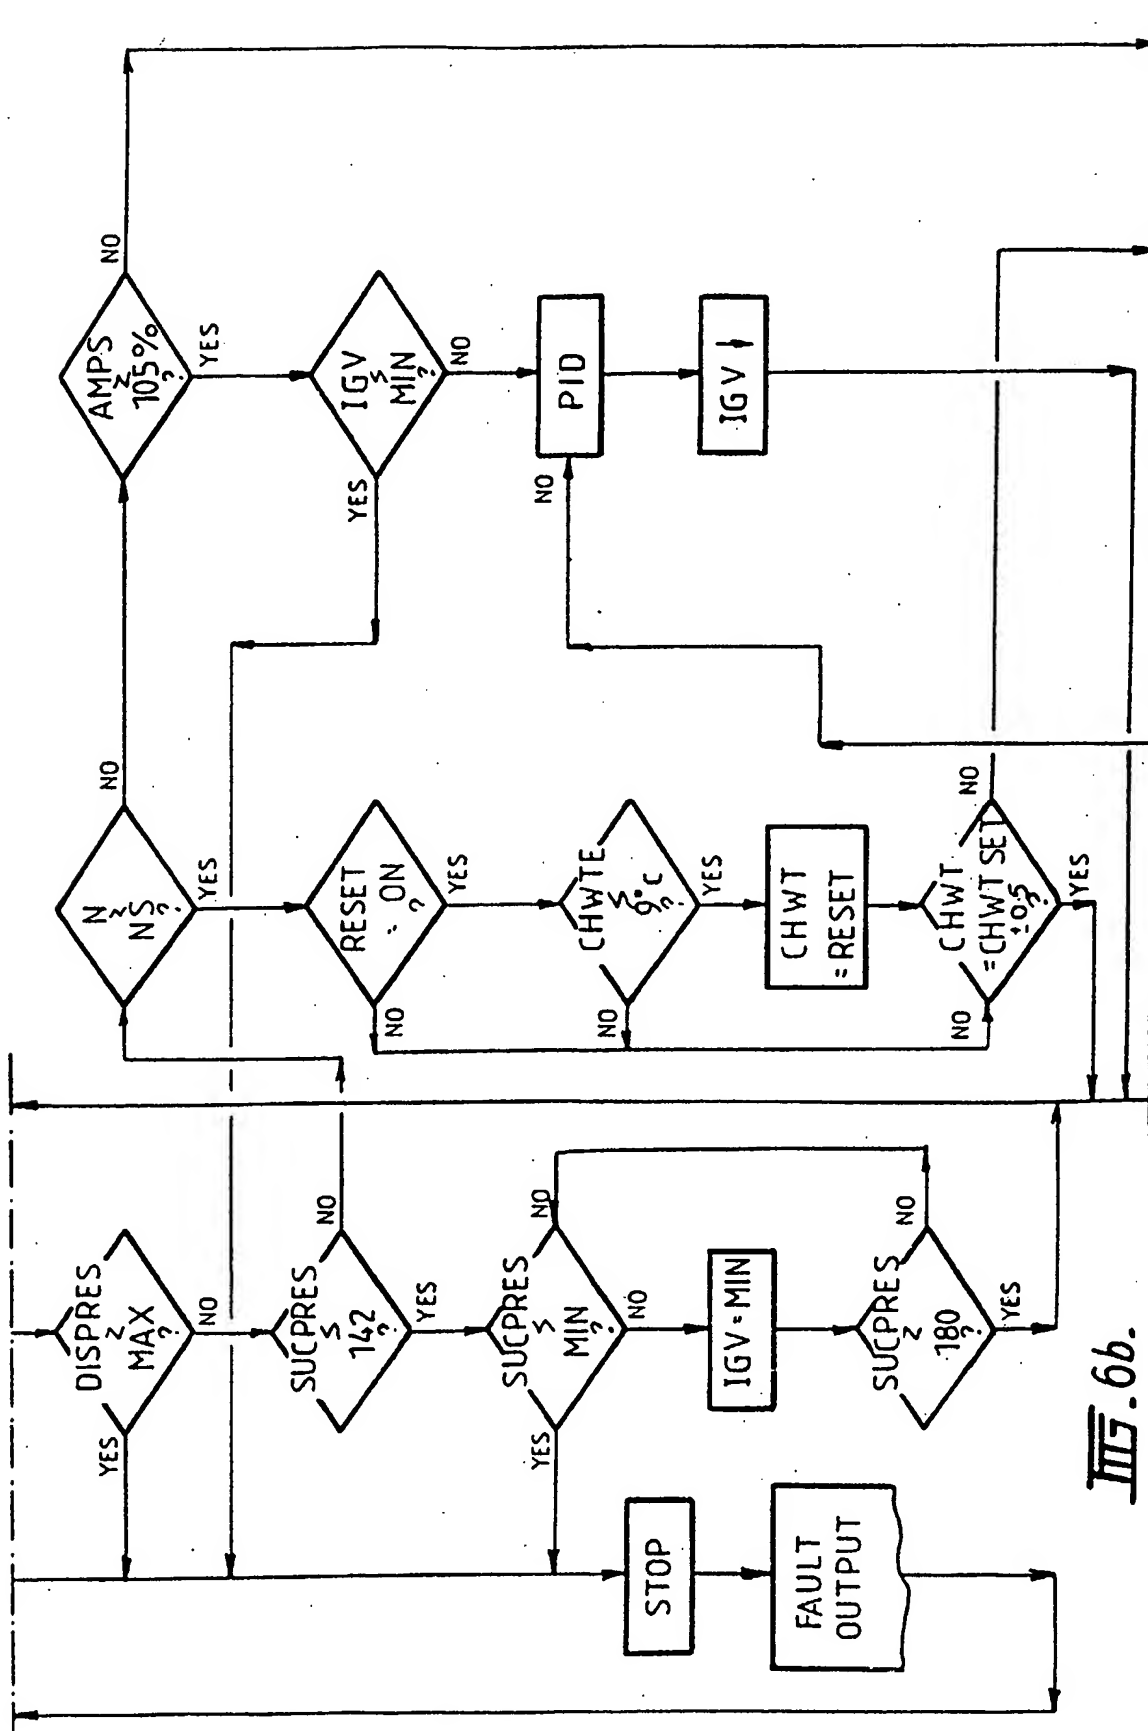 DISPRES
≥
MAX
?
YES
NO
SUCPRES
≤
142
?
NO
YES
SUCPRES
≤
MIN
?
NO
YES
NO
IGV = MIN
SUCPRES
≥
180
?
NO
YES
STOP
FAULT
OUTPUT
N
≥
NS
?
NO
YES
RESET
= ON
?
NO
YES
CHWTE
≤
9°C
?
NO
YES
CHWT
=RESET
CHWT
=CHWTSET
±0.5
?
NO
NO
YES
AMPS
≥
105%
?
NO
YES
IGV
≤
MIN
?
YES
NO
NO
PID
IGV ↓
FIG. 6b.